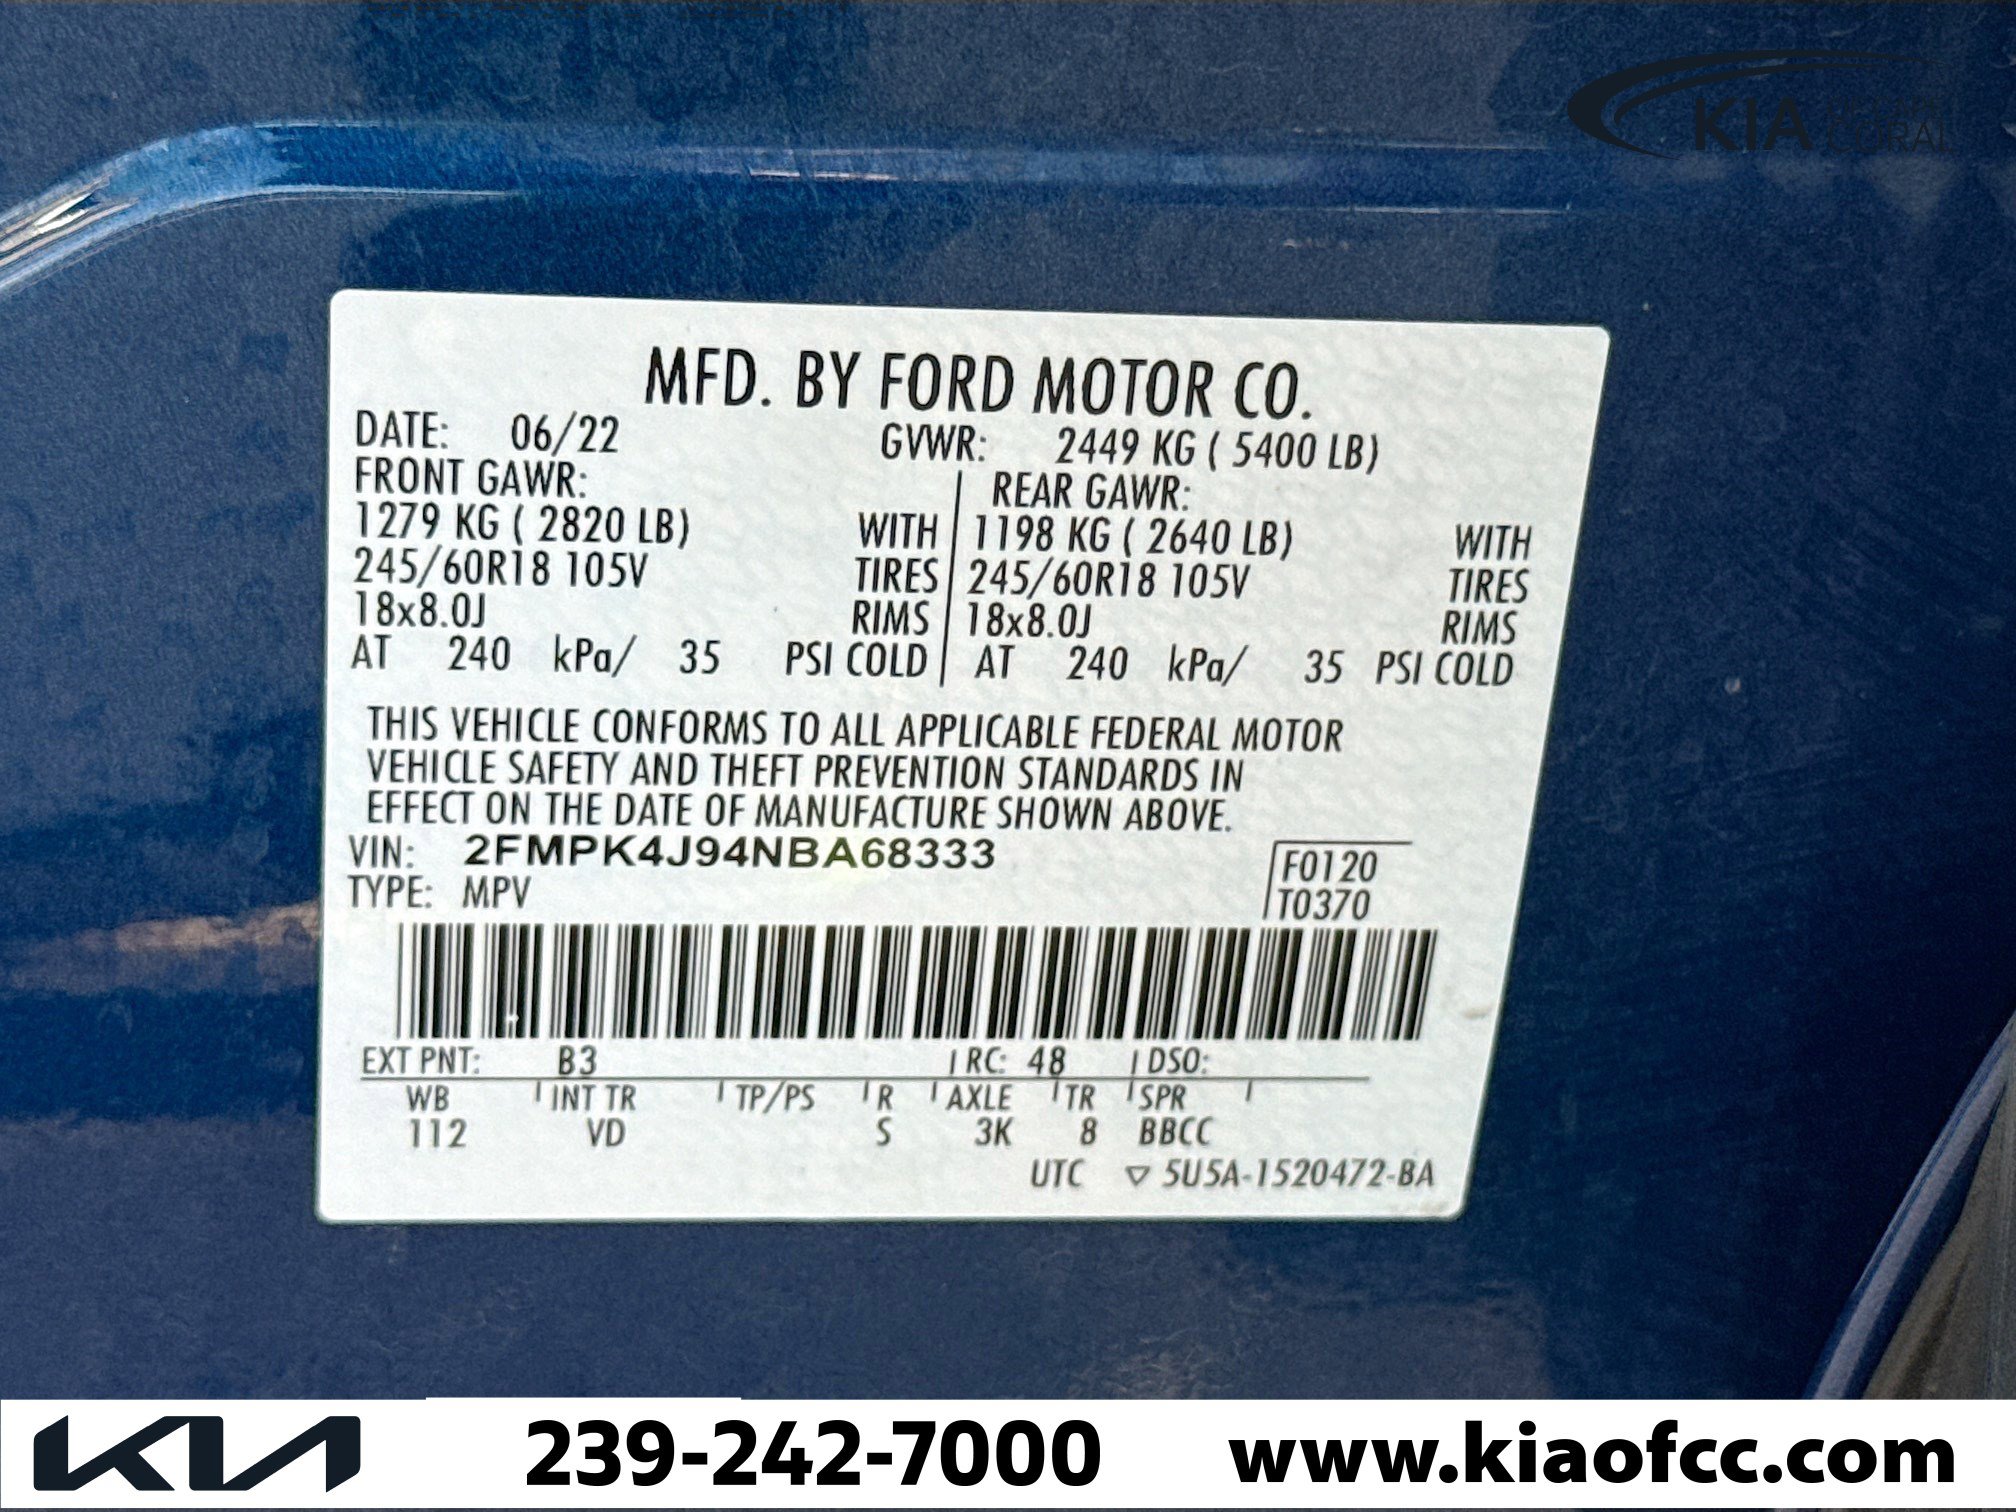 KIA
CORAL
MFD. BY FORD MOTOR CO.
DATE: 06/22 GVWR: 2449 KG ( 5400 LB)
FRONT GAWR: REAR GAWR:
1279 KG ( 2820 LB) WITH 1198 KG ( 2640 LB) WITH
245/60R18 105V TIRES 245/60R18 105V TIRES
18x8.0J RIMS 18x8.0J RIMS
AT 240 kPa/ 35 PSI COLD AT 240 kPa/ 35 PSI COLD
THIS VEHICLE CONFORMS TO ALL APPLICABLE FEDERAL MOTOR
VEHICLE SAFETY AND THEFT PREVENTION STANDARDS IN
EFFECT ON THE DATE OF MANUFACTURE SHOWN ABOVE.
VIN: 2FMPK4J94NBA68333 F0120
TYPE: MPV T0370
EXT PNT: B3 RC: 48 DSO:
WB INT TR TP/PS R AXLE TR SPR
112 VD S 3K 8 BBCC
UTC ▽ 5U5A-1520472-BA
KIA 239-242-7000 www.kiaofcc.com